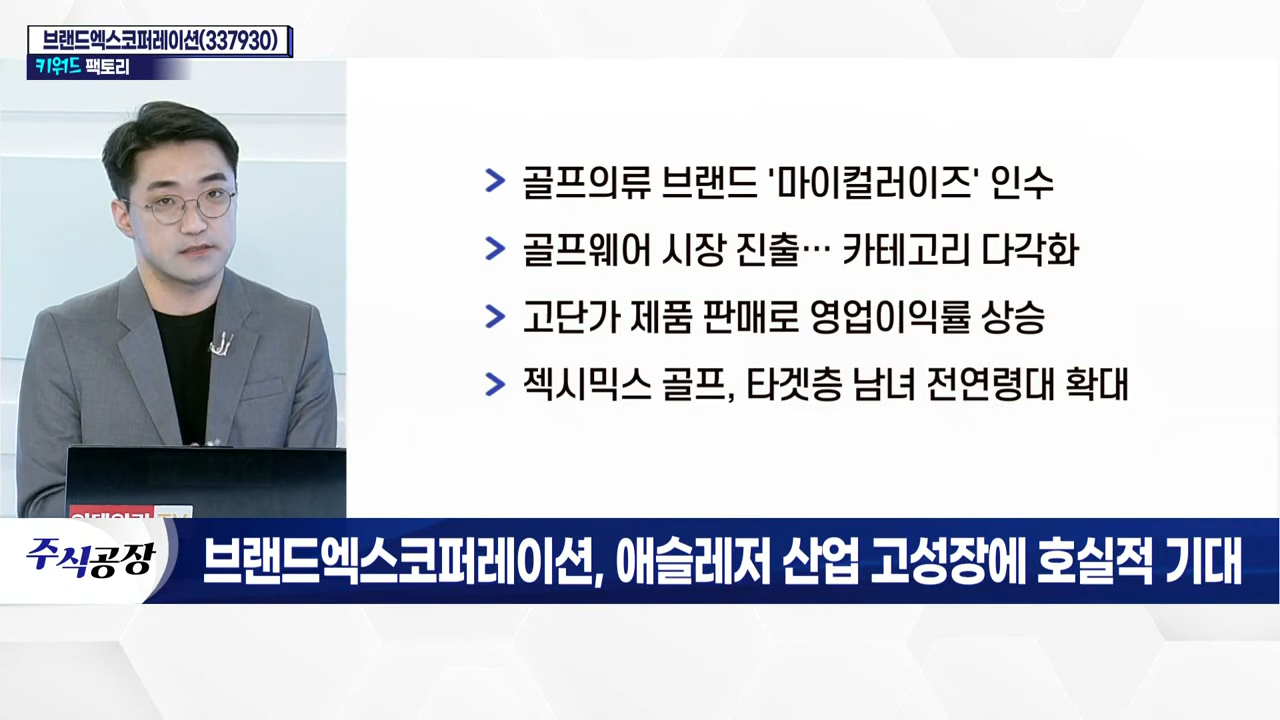 브랜드엑스코퍼레이션(337930)
키워드 팩토리
> 골프의류 브랜드 '마이컬러이즈' 인수
> 골프웨어 시장 진출… 카테고리 다각화
> 고단가 제품 판매로 영업이익률 상승
> 젝시믹스 골프, 타겟층 남녀 전연령대 확대
주식공장
브랜드엑스코퍼레이션, 애슬레저 산업 고성장에 호실적 기대